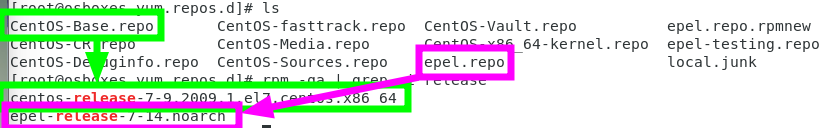 [root@osboxes yum.repos.d]# ls
CentOS-Base.repo CentOS-fasttrack.repo CentOS-Vault.repo epel.repo.rpmnew
CentOS-CR.repo CentOS-Media.repo CentOS-x86_64-kernel.repo epel-testing.repo
CentOS-Debuginfo.repo CentOS-Sources.repo epel.repo local.junk
[root@osboxes yum.repos.d]# rpm -qa | grep release
centos-release-7-9.2009.1.el7.centos.x86_64
epel-release-7-14.noarch